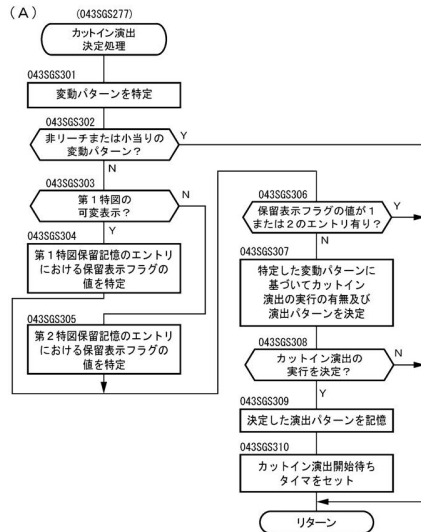 (A)
(043SGS277)
カットイン演出
決定処理
043SGS301
変動パターンを特定
043SGS302
非リーチまたは小当りの
変動パターン？
Y
N
043SGS303
第１特図の
可変表示？
N
Y
043SGS304
第１特図保留記憶のエントリ
における保留表示フラグの
値を特定
043SGS305
第２特図保留記憶のエントリ
における保留表示フラグの
値を特定
043SGS306
保留表示フラグの値が１
または２のエントリ有り？
Y
N
043SGS307
特定した変動パターンに
基づいてカットイン
演出の実行の有無及び
演出パターンを決定
043SGS308
カットイン演出の
実行を決定？
N
Y
043SGS309
決定した演出パターンを記憶
043SGS310
カットイン演出開始待ち
タイマをセット
リターン